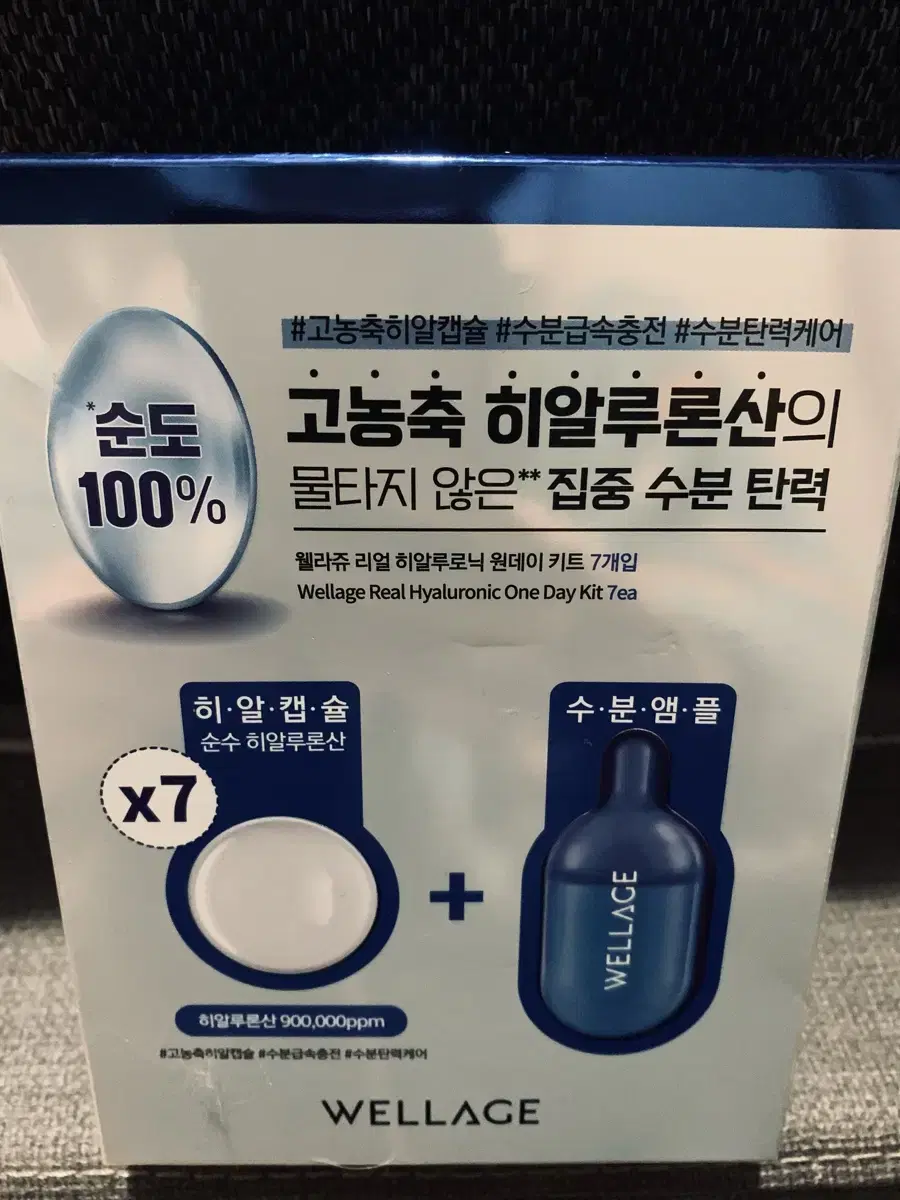 #고농축히알캡슐 #수분급속충전 #수분탄력케어
*순도
100%
고농축 히알루론산의
물타지 않은** 집중 수분 탄력
웰라쥬 리얼 히알루로닉 원데이 키트 7개입
Wellage Real Hyaluronic One Day Kit 7ea
히·알·캡·슐
순수 히알루론산
x7
수·분·앰·플
+
WELLAGE
히알루론산 900,000ppm
#고농축히알캡슐 #수분급속충전 #수분탄력케어
WELLAGE